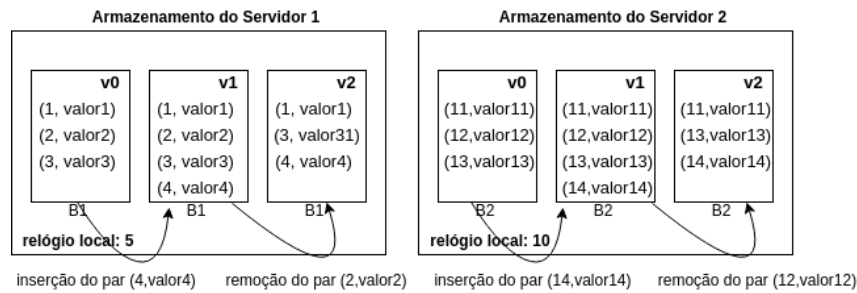 Armazenamento do Servidor 1
v0
(1, valor1)
(2, valor2)
(3, valor3)
B1
v1
(1, valor1)
(2, valor2)
(3, valor3)
(4, valor4)
B1
v2
(1, valor1)
(3, valor31)
(4, valor4)
B1
relógio local: 5
inserção do par (4,valor4)
remoção do par (2,valor2)
Armazenamento do Servidor 2
v0
(11,valor11)
(12,valor12)
(13,valor13)
B2
v1
(11,valor11)
(12,valor12)
(13,valor13)
(14,valor14)
B2
v2
(11,valor11)
(13,valor13)
(14,valor14)
B2
relógio local: 10
inserção do par (14,valor14)
remoção do par (12,valor12)